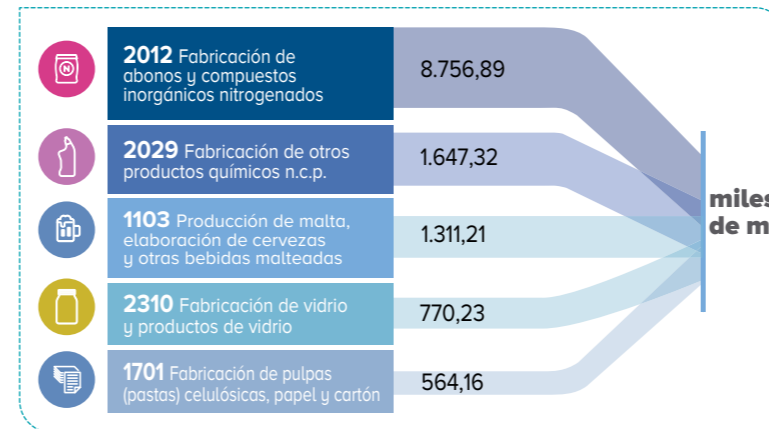 2012 Fabricación de
abonos y compuestos
inorgánicos nitrogenados
8.756,89
2029 Fabricación de otros
productos químicos n.c.p.
1.647,32
1103 Producción de malta,
elaboración de cervezas
y otras bebidas malteadas
1.311,21
2310 Fabricación de vidrio
y productos de vidrio
770,23
1701 Fabricación de pulpas
(pastas) celulósicas, papel y cartón
564,16
miles
de m